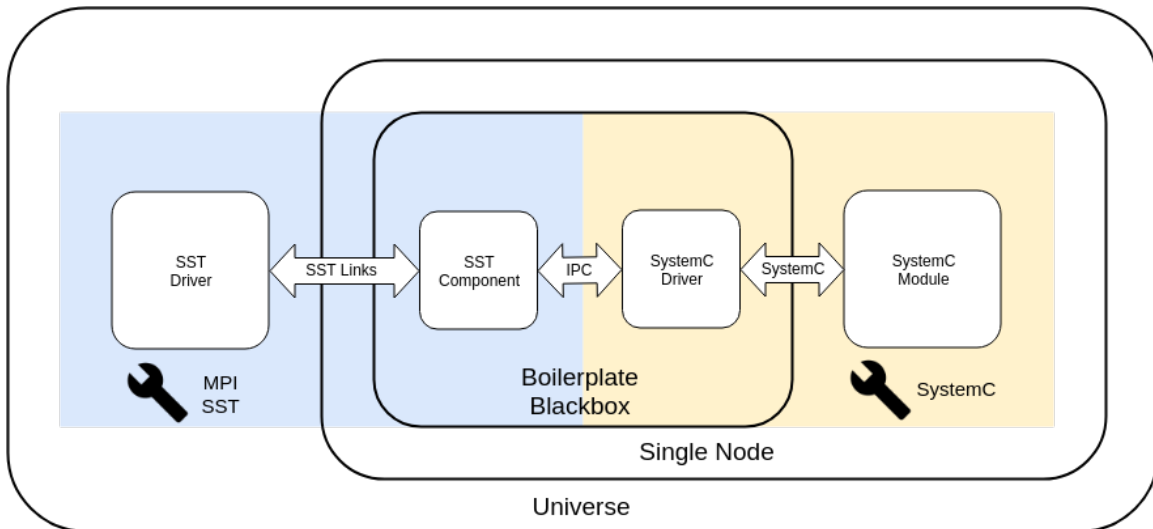 SST
Driver
SST Links
SST
Component
IPC
SystemC
Driver
SystemC
SystemC
Module
MPI
SST
Boilerplate
Blackbox
SystemC
Single Node
Universe